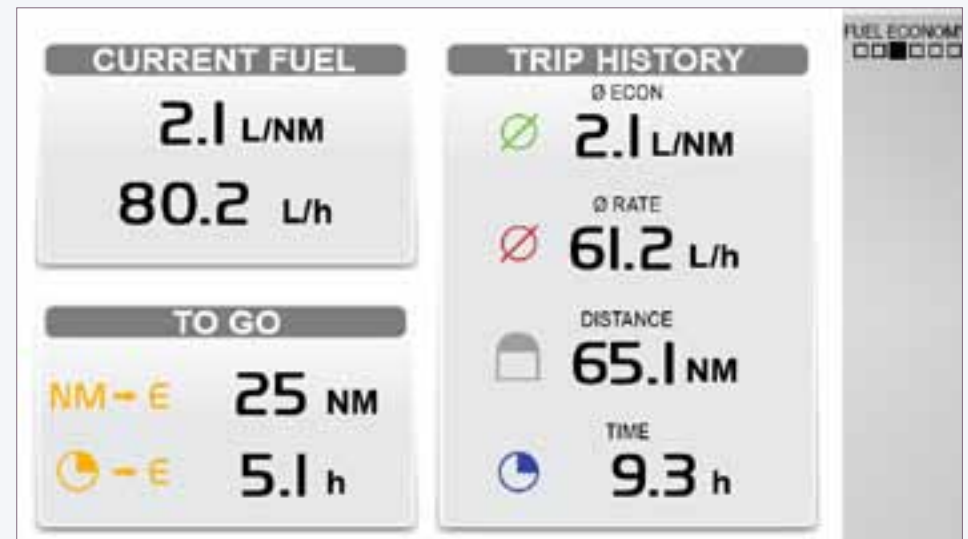 CURRENT FUEL
2.1 L/NM
80.2 L/h
TO GO
NM → E 25 NM
→ E 5.1 h
TRIP HISTORY
Ø ECON
2.1 L/NM
Ø RATE
61.2 L/h
DISTANCE
65.1 NM
TIME
9.3 h
FUEL ECONOMY